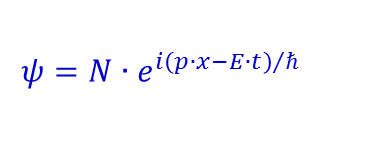 ψ = N · e^{i(p·x−E·t)/ℏ}